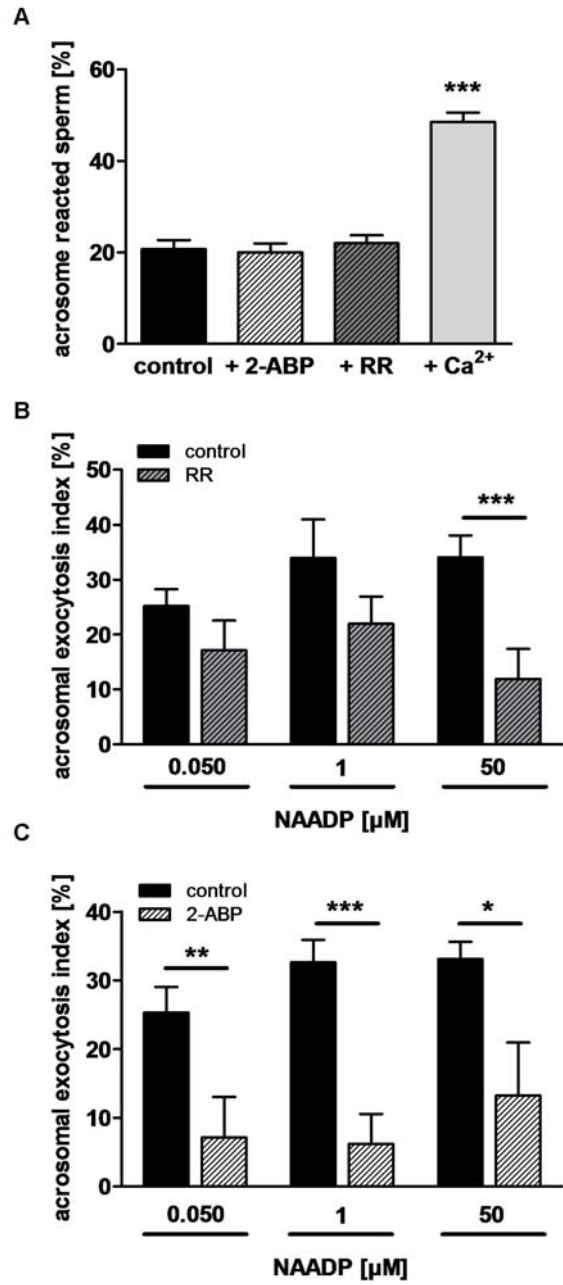 A
acrosome reacted sperm [%]
60
40
20
0
***
control + 2-ABP + RR + Ca²⁺
B
acrosomal exocytosis index [%]
50
40
30
20
10
0
control
RR
***
0.050 1 50
NAADP [µM]
C
acrosomal exocytosis index [%]
40
30
20
10
0
control
2-ABP
** *** *
0.050 1 50
NAADP [µM]